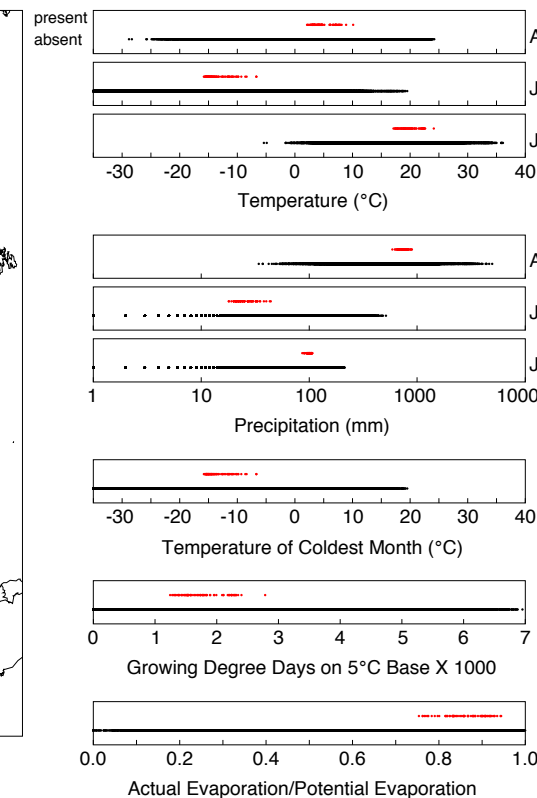 present
absent
A
J
J
-30 -20 -10 0 10 20 30 40
Temperature (°C)
A
J
J
1 10 100 1000 1000
Precipitation (mm)
-30 -20 -10 0 10 20 30 40
Temperature of Coldest Month (°C)
0 1 2 3 4 5 6 7
Growing Degree Days on 5°C Base X 1000
0.0 0.2 0.4 0.6 0.8 1.0
Actual Evaporation/Potential Evaporation